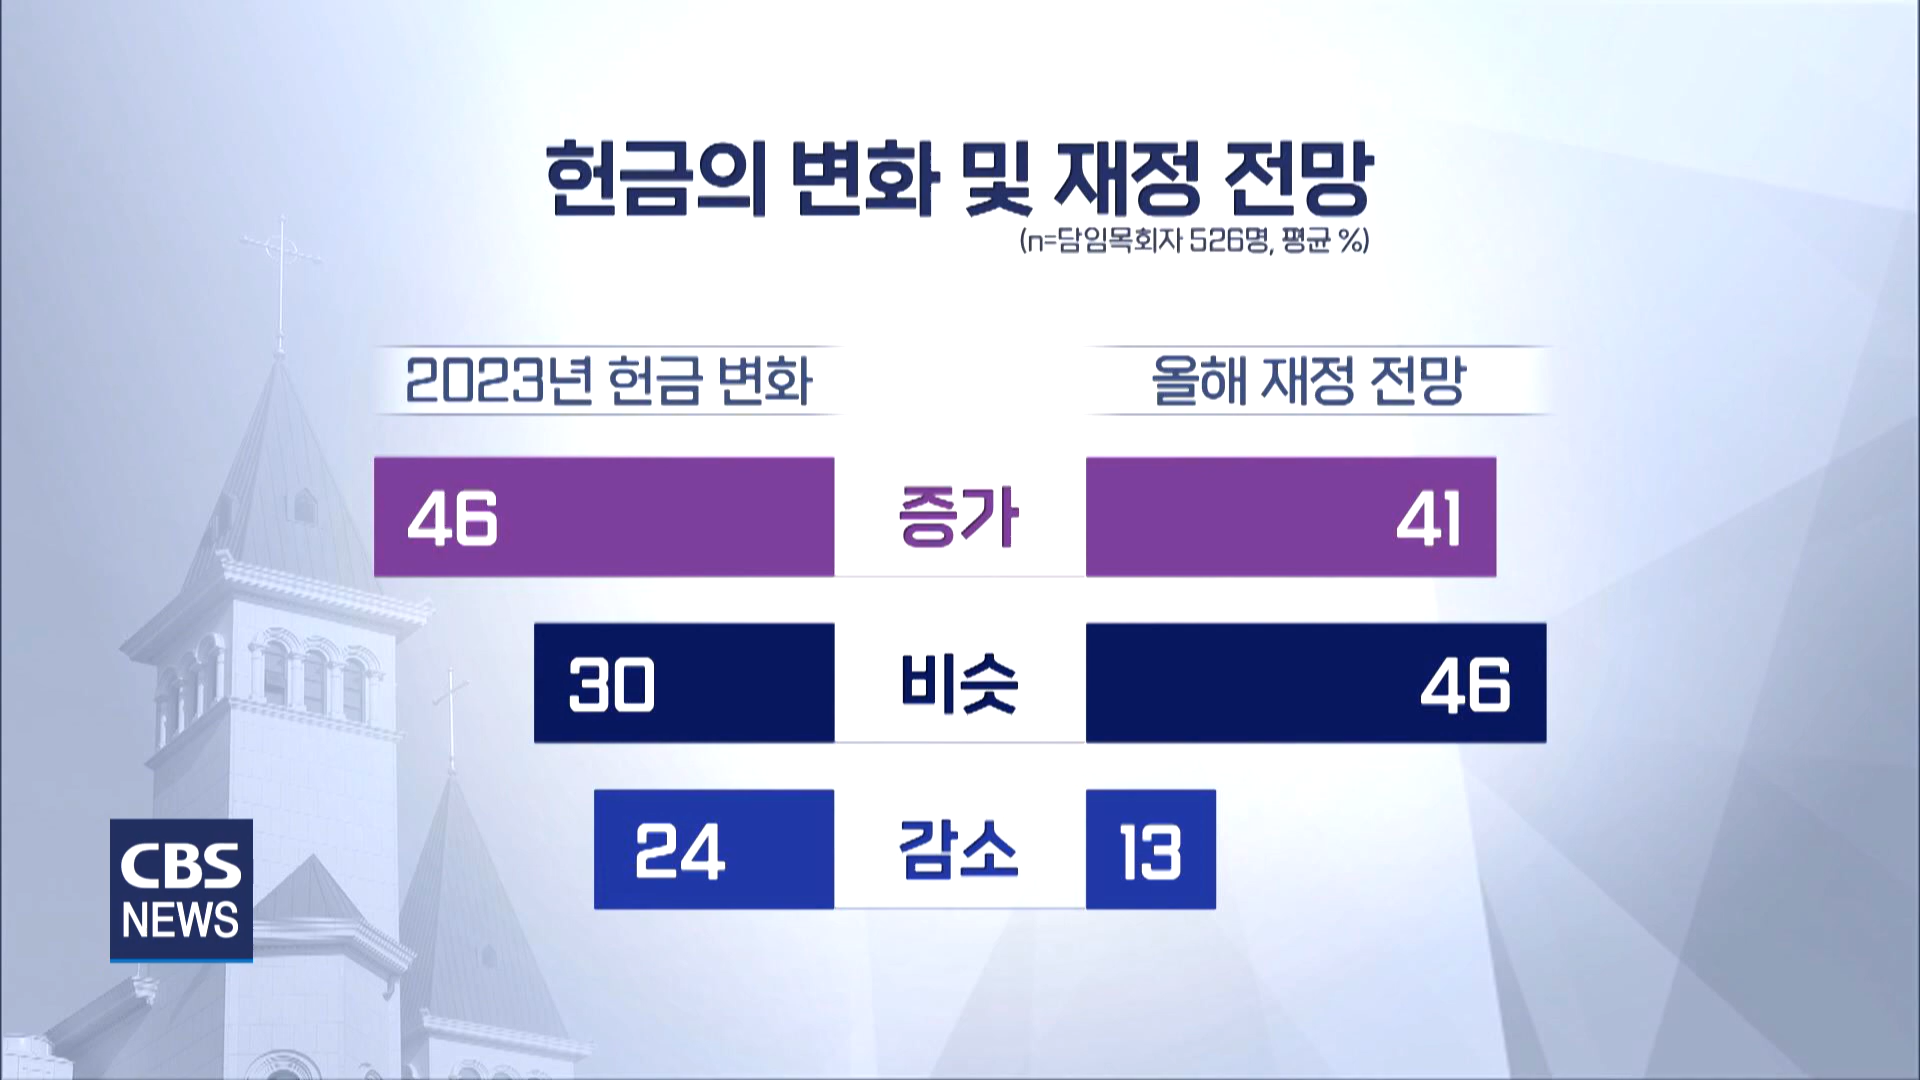 헌금의 변화 및 재정 전망
(n=담임목회자 526명, 평균 %)
2023년 헌금 변화
올해 재정 전망
46 증가 41
30 비슷 46
24 감소 13
CBS
NEWS